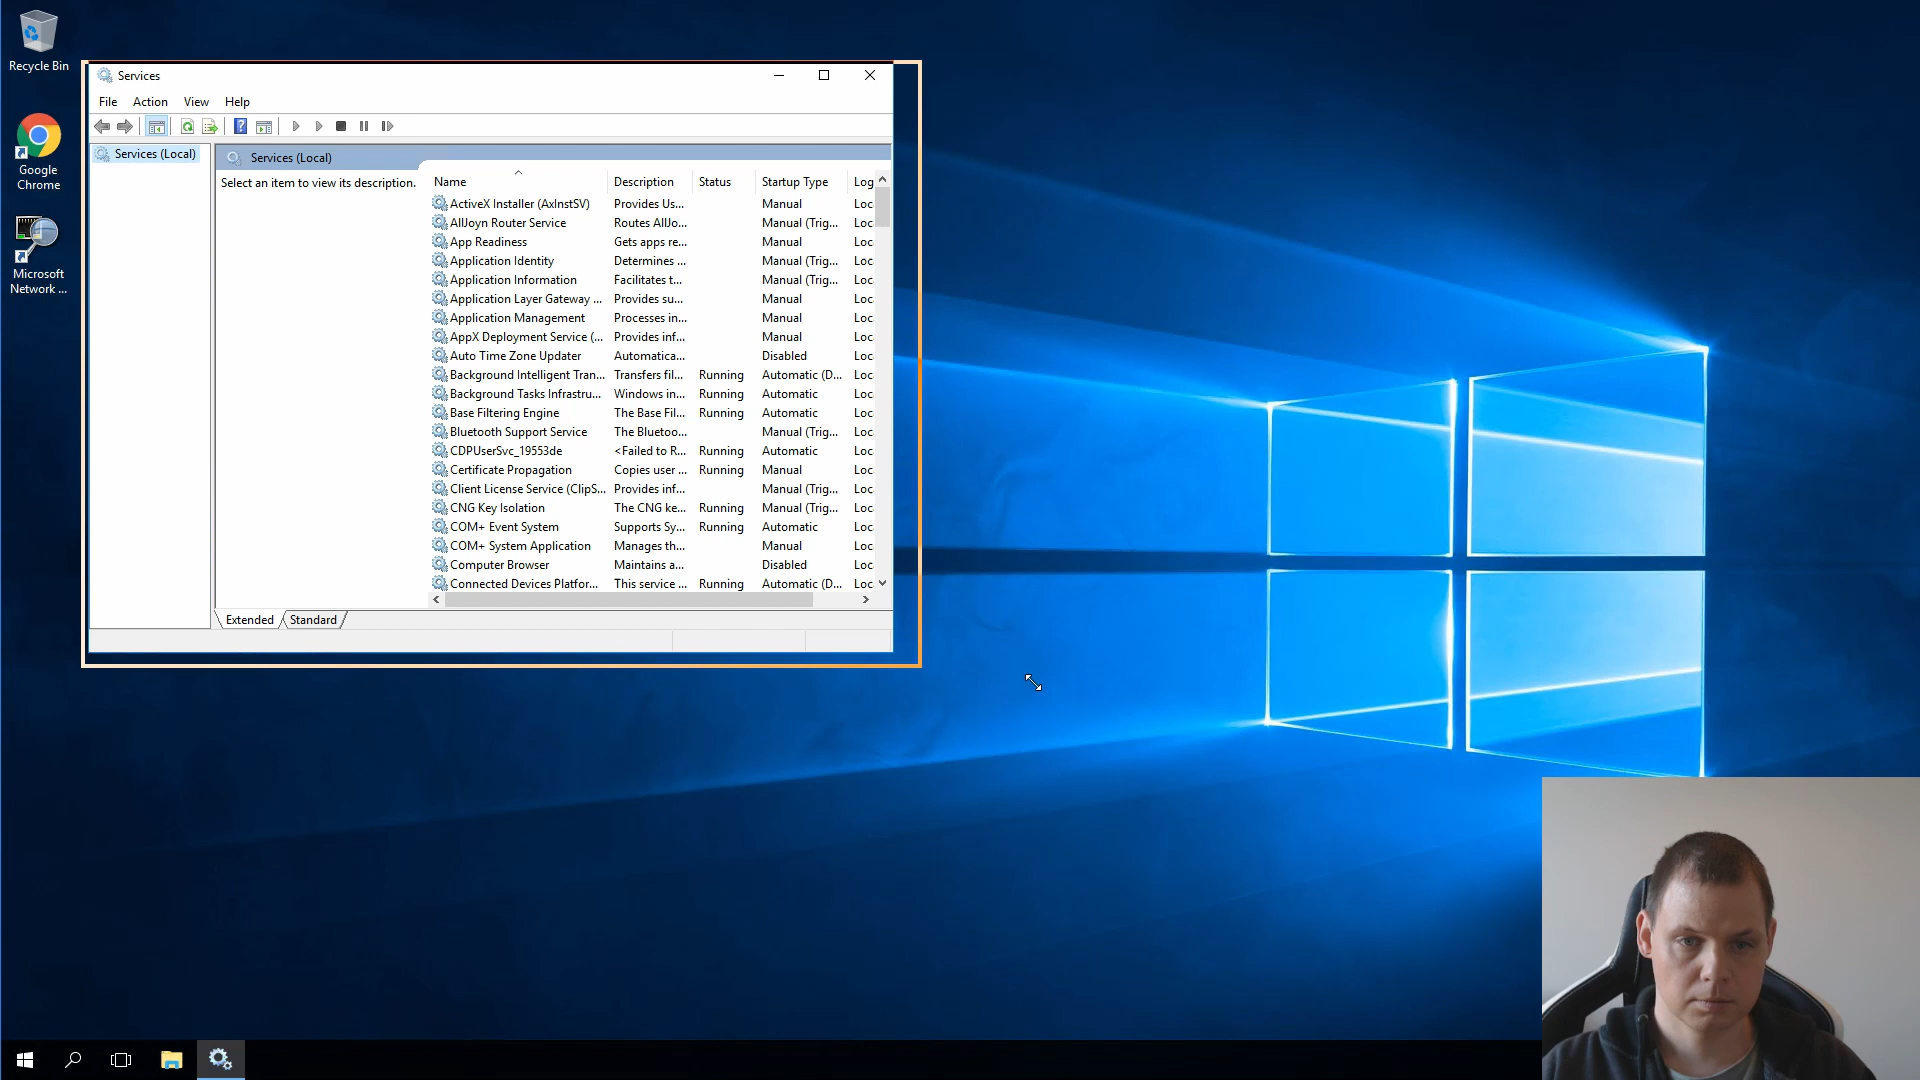 Recycle Bin
Google
Chrome
Microsoft
Network ...
Services
File Action View Help
Services (Local)
Services (Local)
Select an item to view its description.
Name Description Status Startup Type Log
ActiveX Installer (AxInstSV) Provides Us... Manual Loc
AllJoyn Router Service Routes AllJo... Manual (Trig... Loc
App Readiness Gets apps re... Manual Loc
Application Identity Determines ... Manual (Trig... Loc
Application Information Facilitates t... Manual (Trig... Loc
Application Layer Gateway ... Provides su... Manual Loc
Application Management Processes in... Manual Loc
AppX Deployment Service (... Provides inf... Manual Loc
Auto Time Zone Updater Automatica... Disabled Loc
Background Intelligent Tran... Transfers fil... Running Automatic (D... Loc
Background Tasks Infrastru... Windows in... Running Automatic Loc
Base Filtering Engine The Base Fil... Running Automatic Loc
Bluetooth Support Service The Bluetoo... Manual (Trig... Loc
CDPUserSvc_19553de <Failed to R... Running Automatic Loc
Certificate Propagation Copies user ... Running Manual Loc
Client License Service (ClipS... Provides inf... Manual (Trig... Loc
CNG Key Isolation The CNG ke... Running Manual (Trig... Loc
COM+ Event System Supports Sy... Running Automatic Loc
COM+ System Application Manages th... Manual Loc
Computer Browser Maintains a... Disabled Loc
Connected Devices Platfor... This service ... Running Automatic (D... Loc
Extended Standard